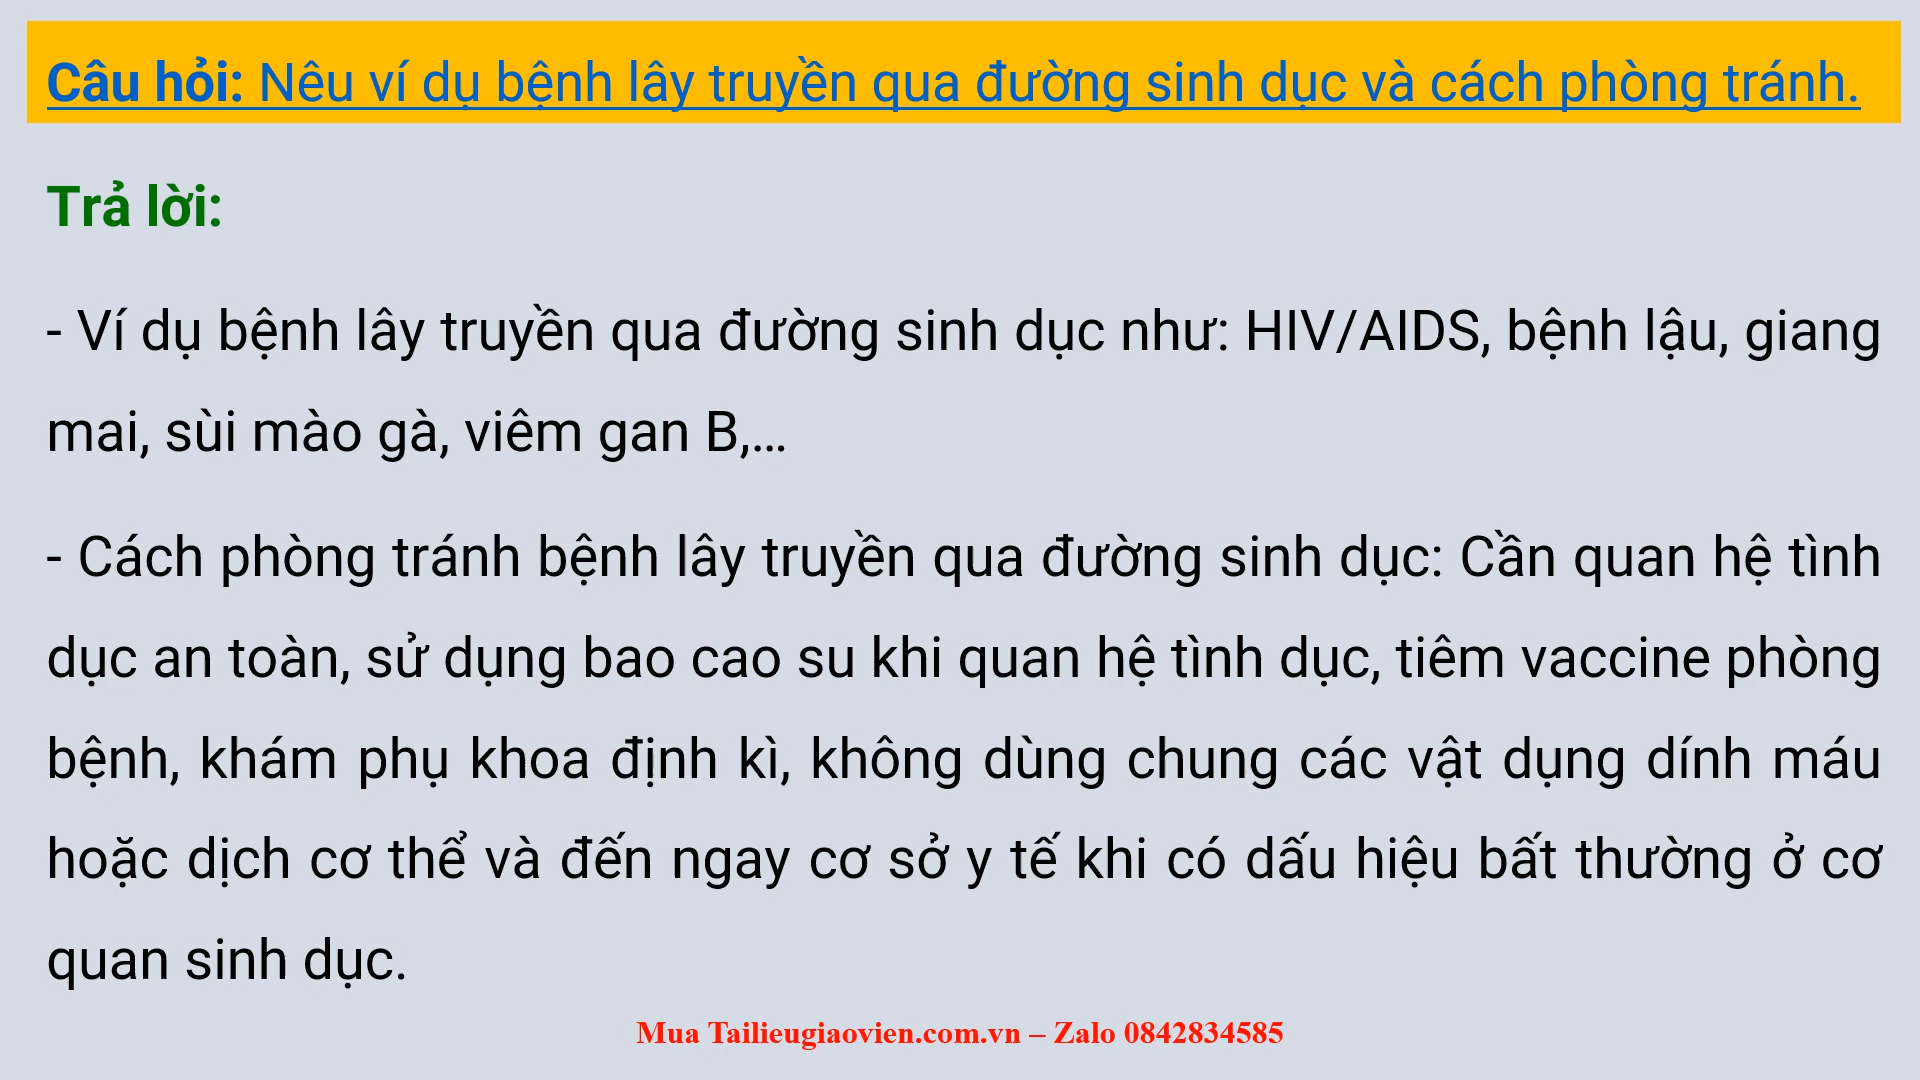 Câu hỏi: Nêu ví dụ bệnh lây truyền qua đường sinh dục và cách phòng tránh.
Trả lời:
- Ví dụ bệnh lây truyền qua đường sinh dục như: HIV/AIDS, bệnh lậu, giang
mai, sùi mào gà, viêm gan B,…
- Cách phòng tránh bệnh lây truyền qua đường sinh dục: Cần quan hệ tình
dục an toàn, sử dụng bao cao su khi quan hệ tình dục, tiêm vaccine phòng
bệnh, khám phụ khoa định kì, không dùng chung các vật dụng dính máu
hoặc dịch cơ thể và đến ngay cơ sở y tế khi có dấu hiệu bất thường ở cơ
quan sinh dục.
Mua Tailieugiaovien.com.vn – Zalo 0842834585